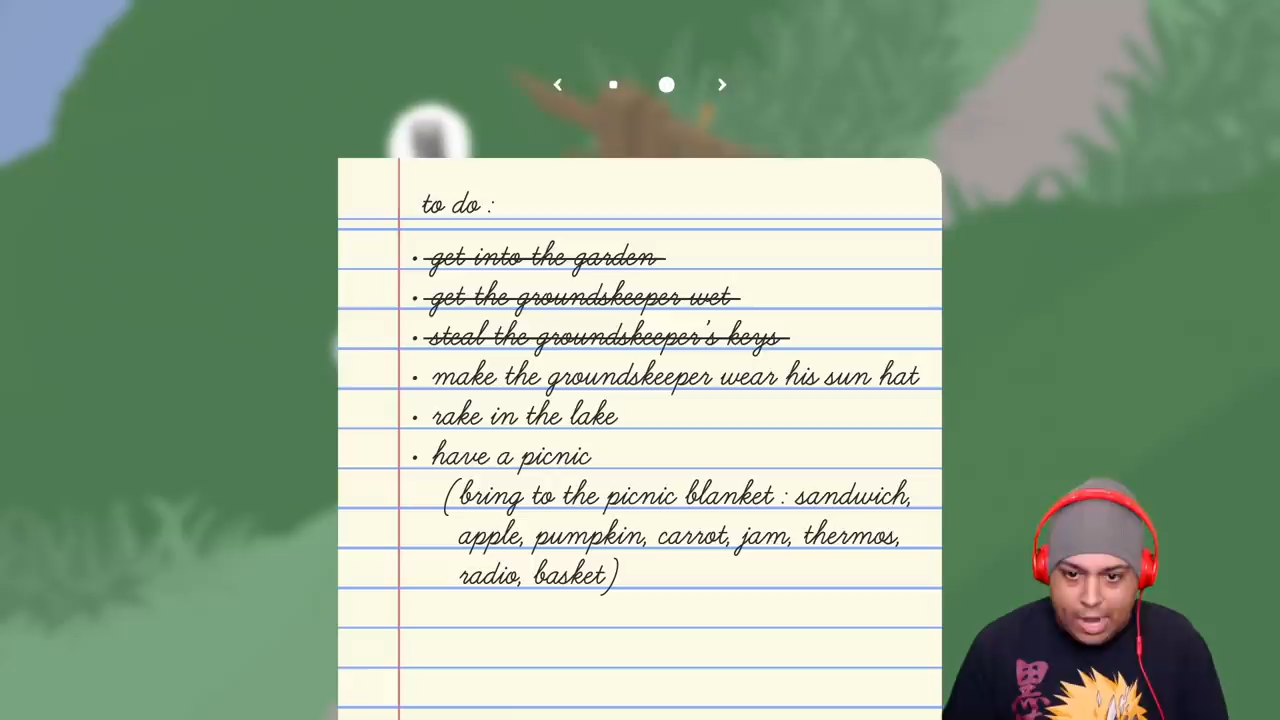 to do :
• get into the garden
• get the groundskeeper wet
• steal the groundskeeper's keys
• make the groundskeeper wear his sun hat
• rake in the lake
• have a picnic
(bring to the picnic blanket : sandwich,
apple, pumpkin, carrot, jam, thermos,
radio, basket)